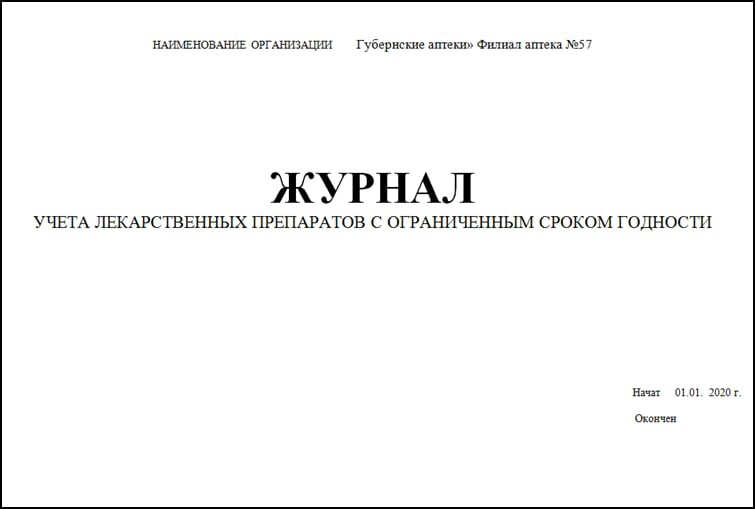 НАИМЕНОВАНИЕ ОРГАНИЗАЦИИ Губернские аптеки» Филиал аптека №57
ЖУРНАЛ
УЧЕТА ЛЕКАРСТВЕННЫХ ПРЕПАРАТОВ С ОГРАНИЧЕННЫМ СРОКОМ ГОДНОСТИ
Начат 01.01. 2020 г.
Окончен